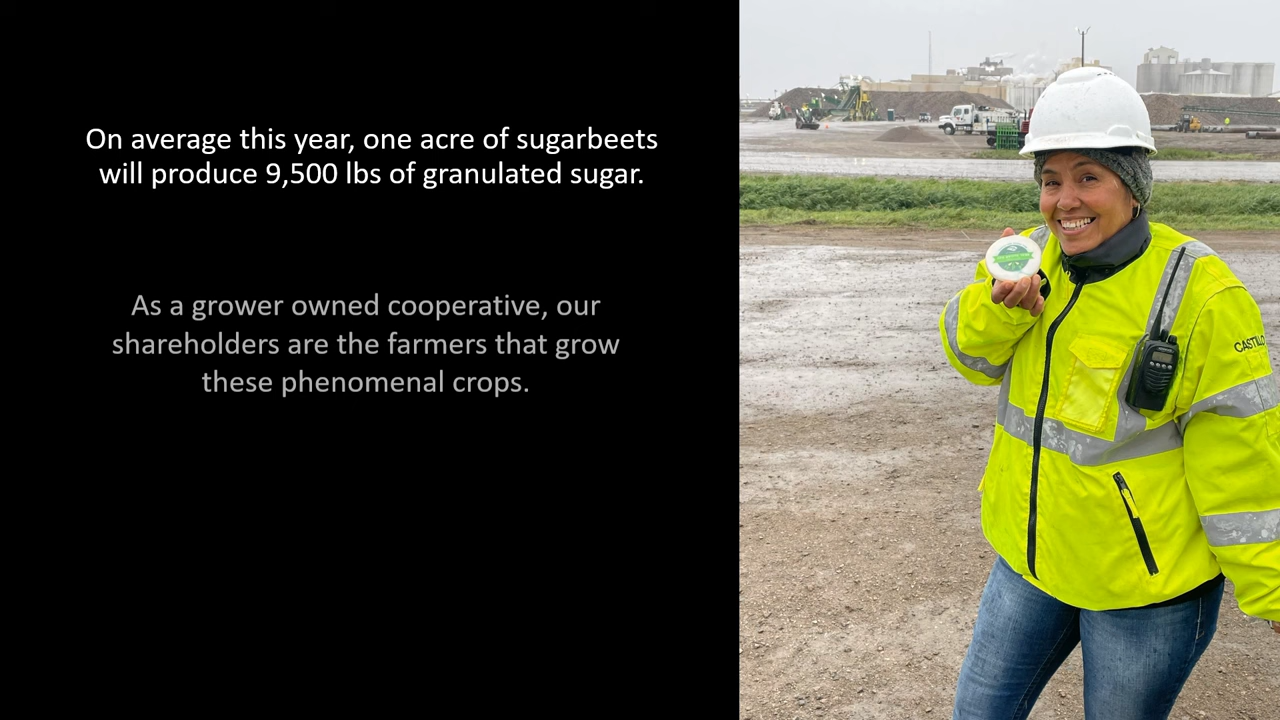 On average this year, one acre of sugarbeets
will produce 9,500 lbs of granulated sugar.
As a grower owned cooperative, our
shareholders are the farmers that grow
these phenomenal crops.
CASTILLO